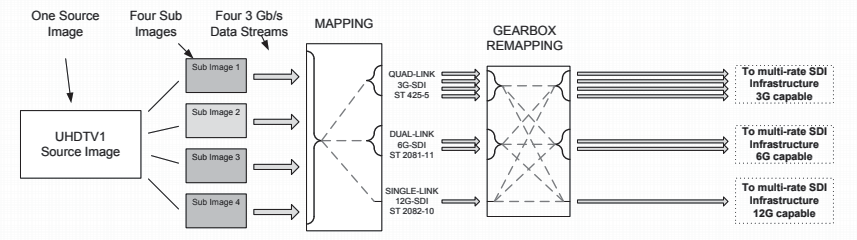 One Source
Image
Four Sub
Images
Four 3 Gb/s
Data Streams
MAPPING
GEARBOX
REMAPPING
UHDTV1
Source Image
Sub Image 1
Sub Image 2
Sub Image 3
Sub Image 4
QUAD-LINK
3G-SDI
ST 425-5
DUAL-LINK
6G-SDI
ST 2081-11
SINGLE-LINK
12G-SDI
ST 2082-10
To multi-rate SDI
Infrastructure
3G capable
To multi-rate SDI
Infrastructure
6G capable
To multi-rate SDI
Infrastructure
12G capable